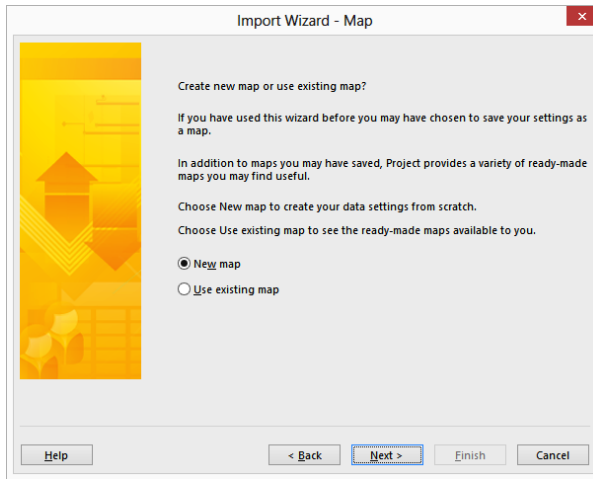 Import Wizard - Map
Create new map or use existing map?
If you have used this wizard before you may have chosen to save your settings as
a map.
In addition to maps you may have saved, Project provides a variety of ready-made
maps you may find useful.
Choose New map to create your data settings from scratch.
Choose Use existing map to see the ready-made maps available to you.
New map
Use existing map
Help
< Back
Next >
Finish
Cancel